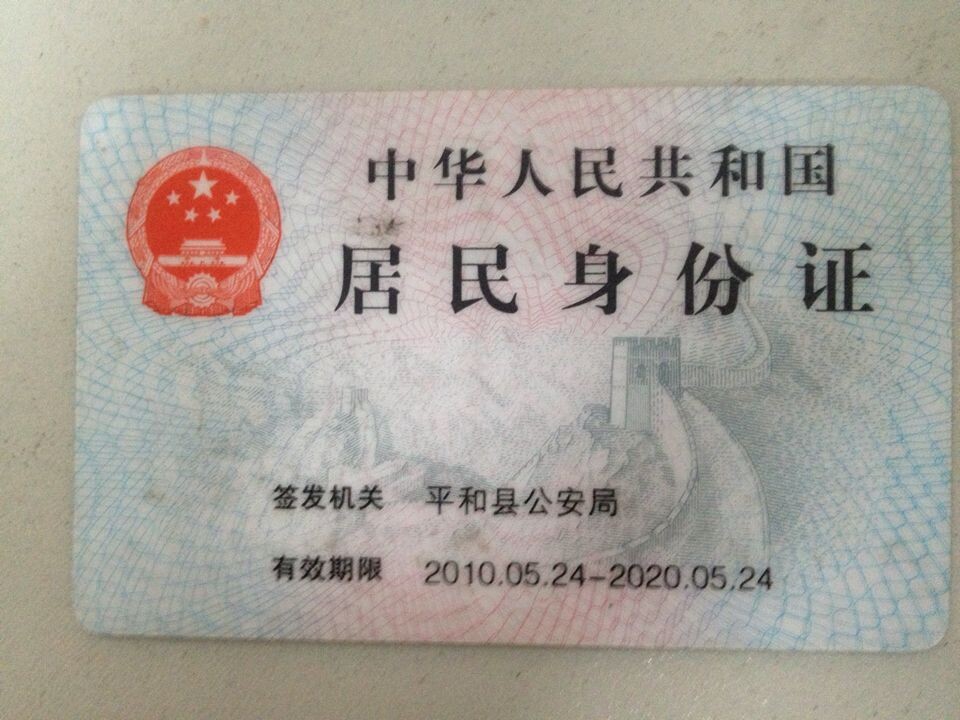 中华人民共和国
居民身份证
签发机关 平和县公安局
有效期限 2010.05.24-2020.05.24